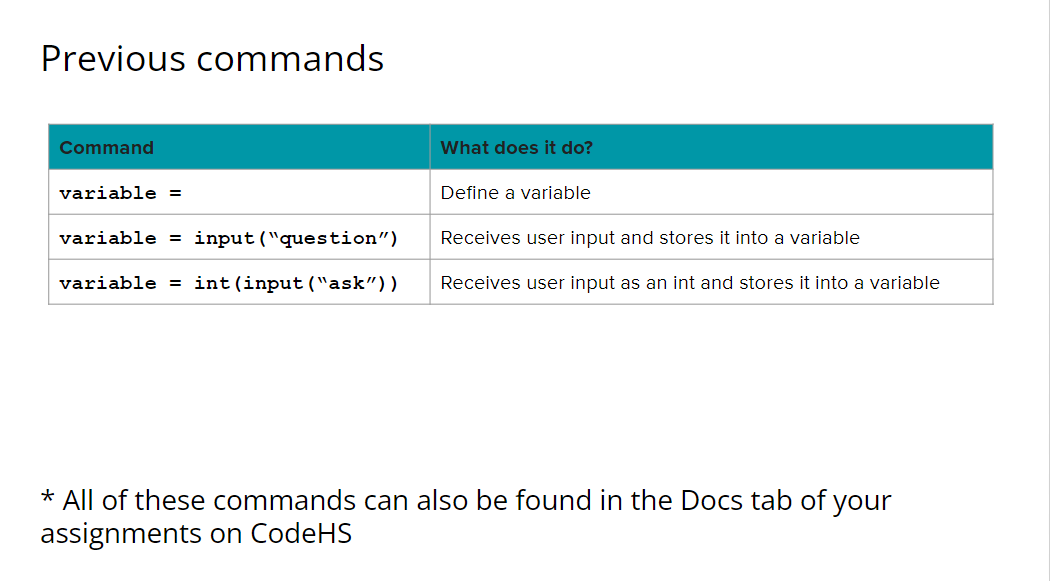 Previous commands
Command What does it do?
variable = Define a variable
variable = input(“question”) Receives user input and stores it into a variable
variable = int(input(“ask”)) Receives user input as an int and stores it into a variable
* All of these commands can also be found in the Docs tab of your
assignments on CodeHS